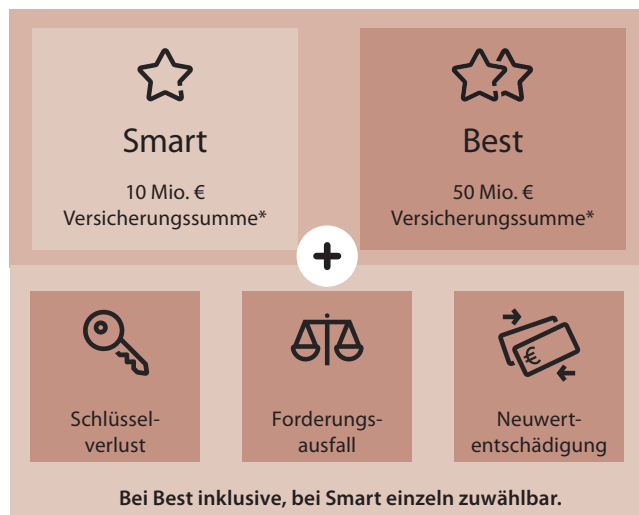 Smart
10 Mio. €
Versicherungssumme*
Best
50 Mio. €
Versicherungssumme*
Schlüssel-
verlust
Forderungs-
ausfall
€
Neuwert-
entschädigung
Bei Best inklusive, bei Smart einzeln zuwählbar.